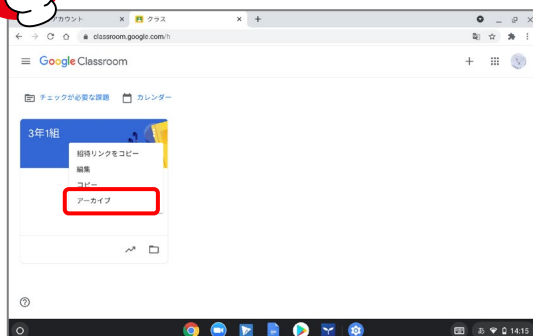 アカウント
クラス
classroom.google.com/h
Google Classroom
チェックが必要な課題 カレンダー
3年1組
招待リンクをコピー
編集
コピー
アーカイブ
あ 14:15